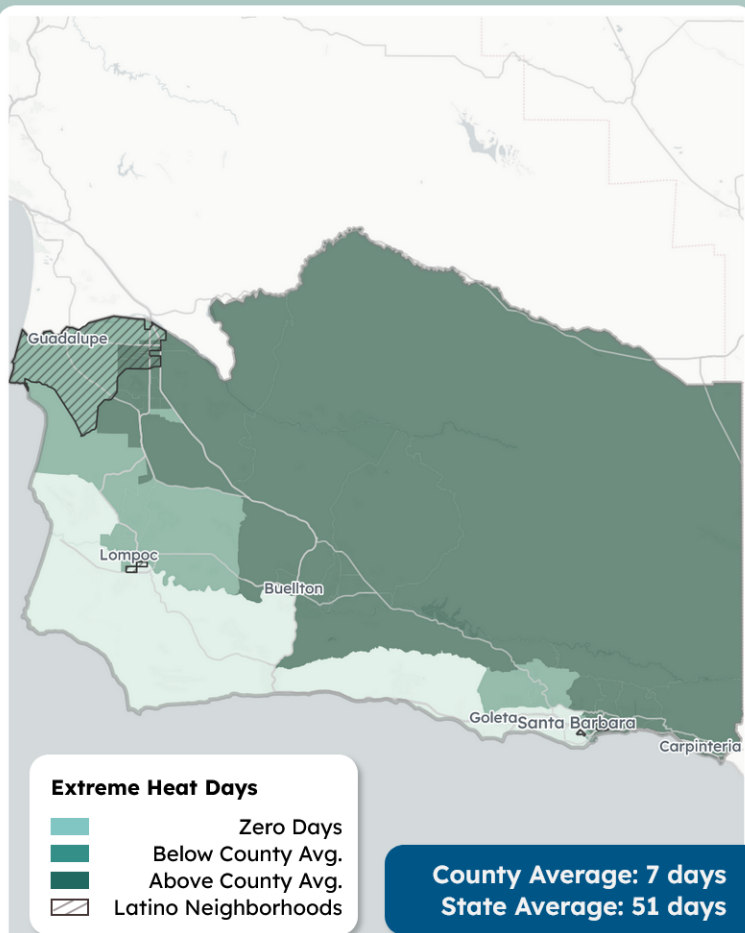 Guadalupe
Lompoc
Buellton
Goleta
Santa Barbara
Carpinteria
Extreme Heat Days
Zero Days
Below County Avg.
Above County Avg.
Latino Neighborhoods
County Average: 7 days
State Average: 51 days